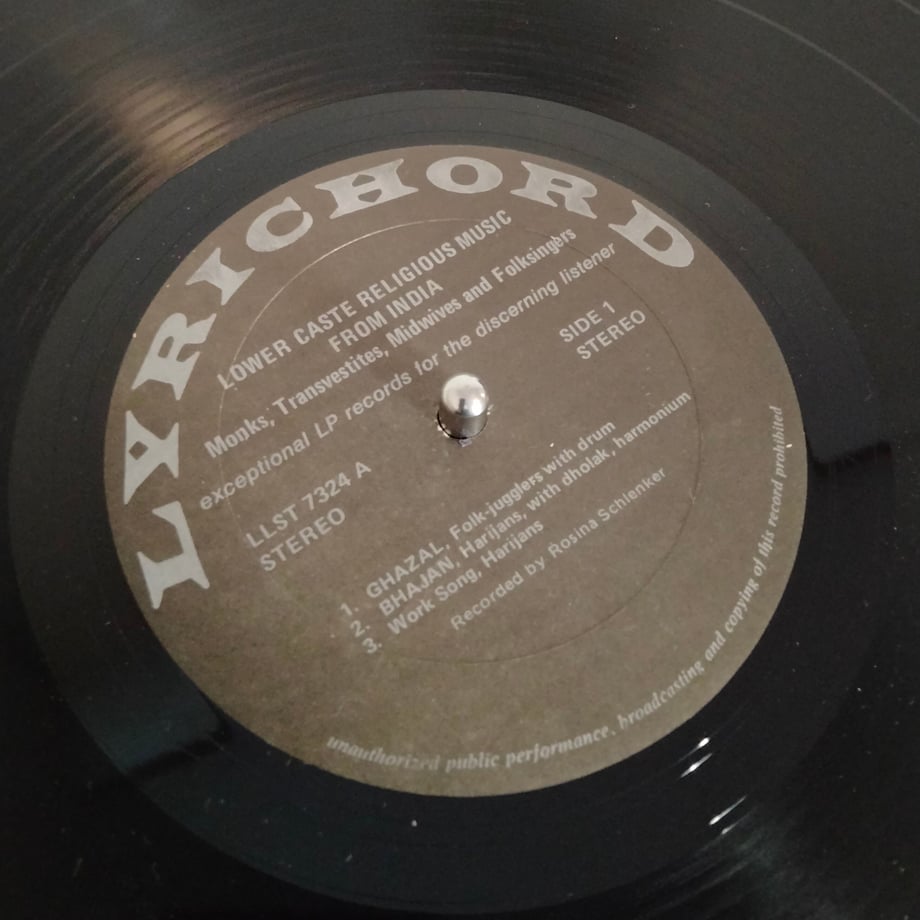 LYRICHORD
LOWER CASTE RELIGIOUS MUSIC
FROM INDIA
Monks, Transvestites, Midwives and Folksingers
exceptional LP records for the discerning listener
LLST 7324 A
STEREO
SIDE 1
STEREO
1. GHAZAL, Folk-jugglers with drum
2. BHAJAN, Harijans, with dholak, harmonium
3. Work Song, Harijans
Recorded by Rosina Schlenker
unauthorized public performance, broadcasting and copying of this record prohibited